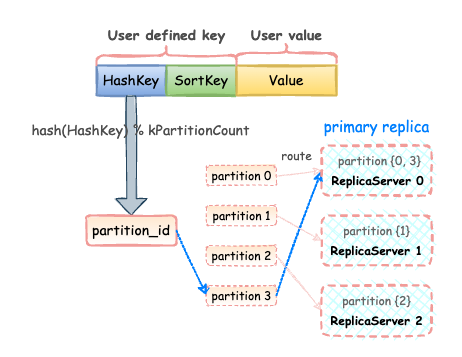 User defined key
User value
HashKey
SortKey
Value
hash(HashKey) % kPartitionCount
primary replica
route
partition 0
partition {0, 3}
ReplicaServer 0
partition 1
partition_id
partition {1}
ReplicaServer 1
partition 2
partition 3
partition {2}
ReplicaServer 2